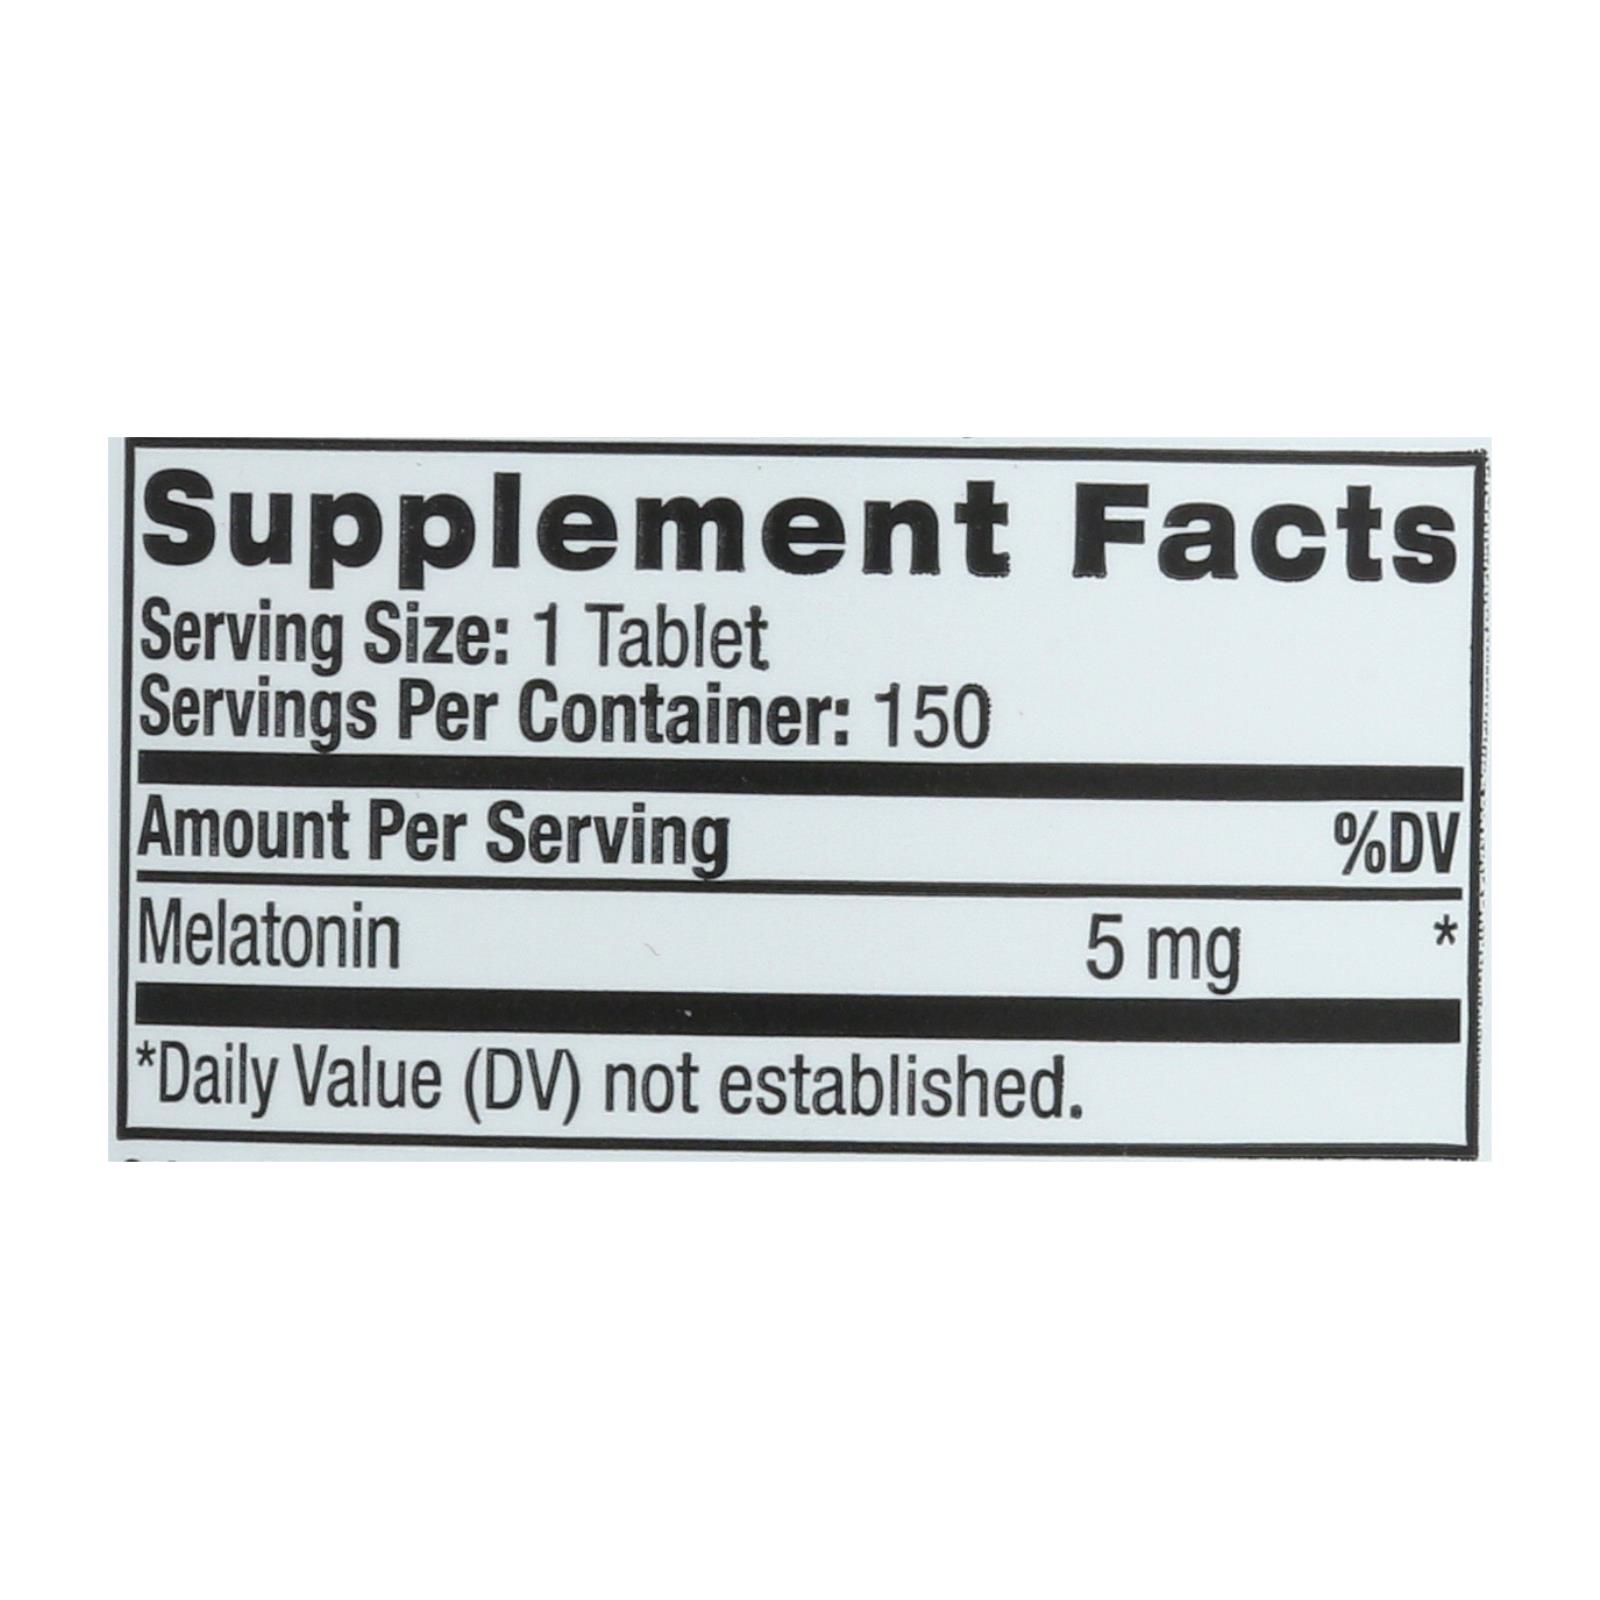 Supplement Facts
Serving Size: 1 Tablet
Servings Per Container: 150
Amount Per Serving %DV
Melatonin 5 mg *
*Daily Value (DV) not established.